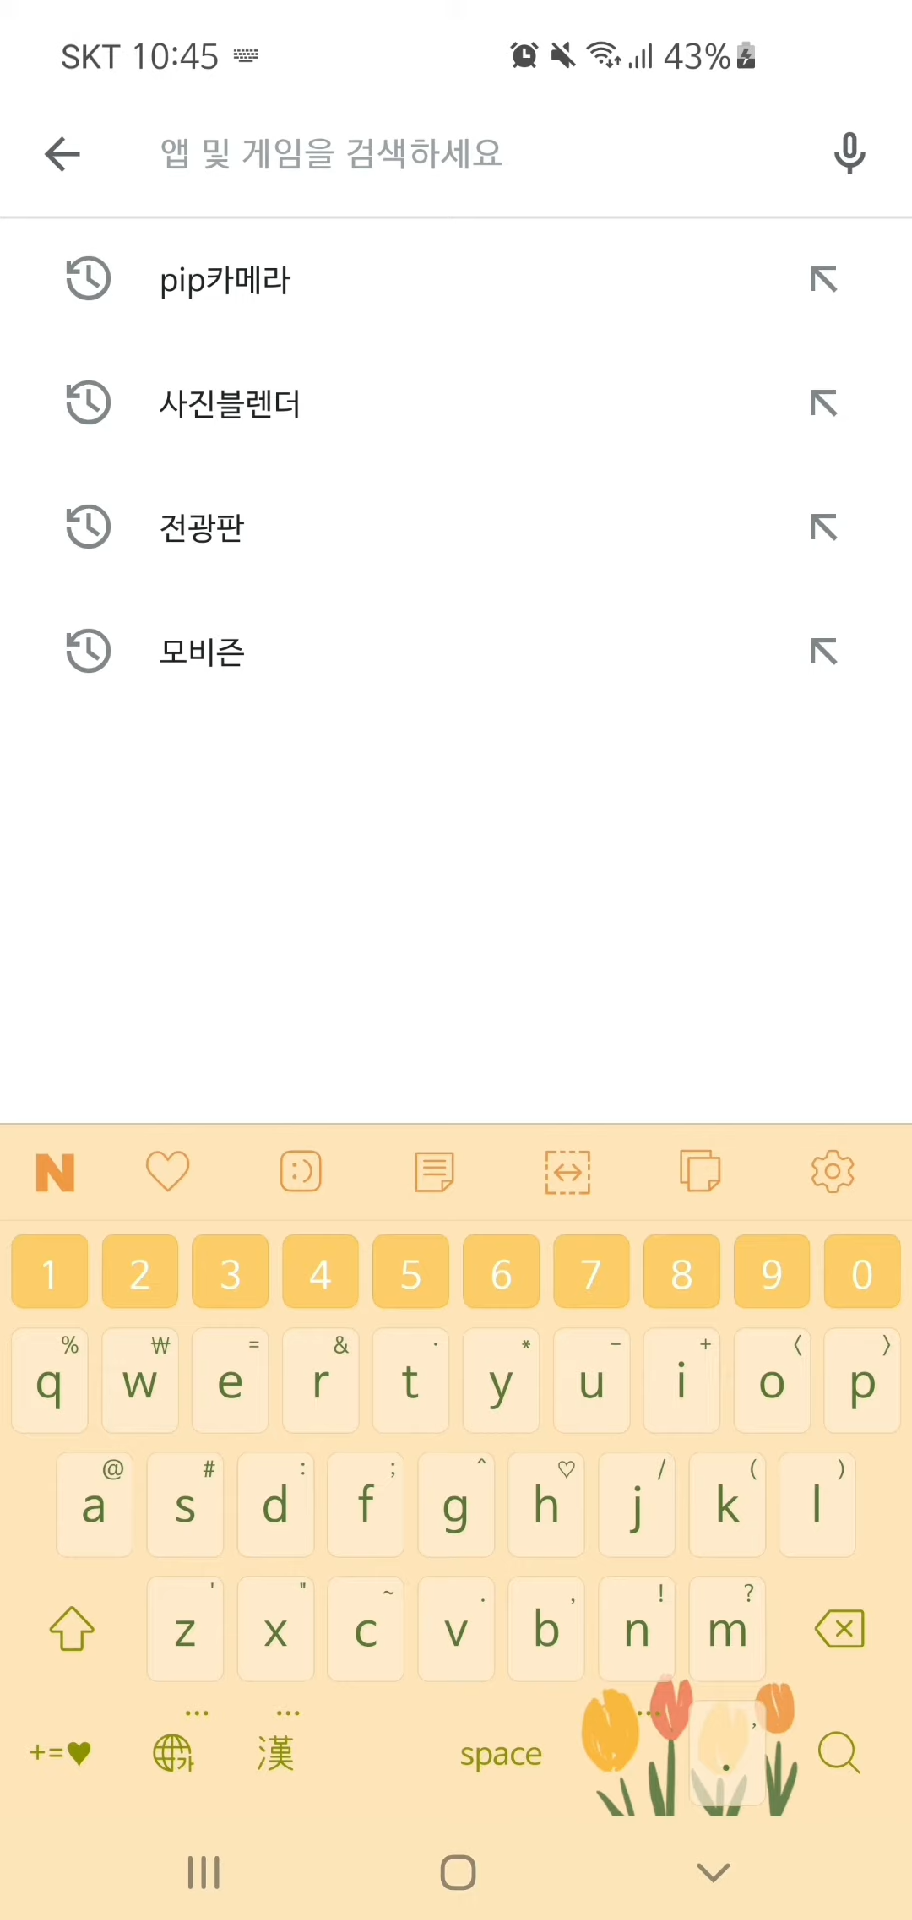 SKT 10:45 43%
앱 및 게임을 검색하세요
pip카메라
사진블렌더
전광판
모비즌
N :)
1 2 3 4 5 6 7 8 9 0
% ₩ = & · * - + 〈 〉
q w e r t y u i o p
@ # : ; ^ ♡ / ( )
a s d f g h j k l
' " ~ . , ! ?
z x c v b n m
+=♥ 가 漢 space . ,